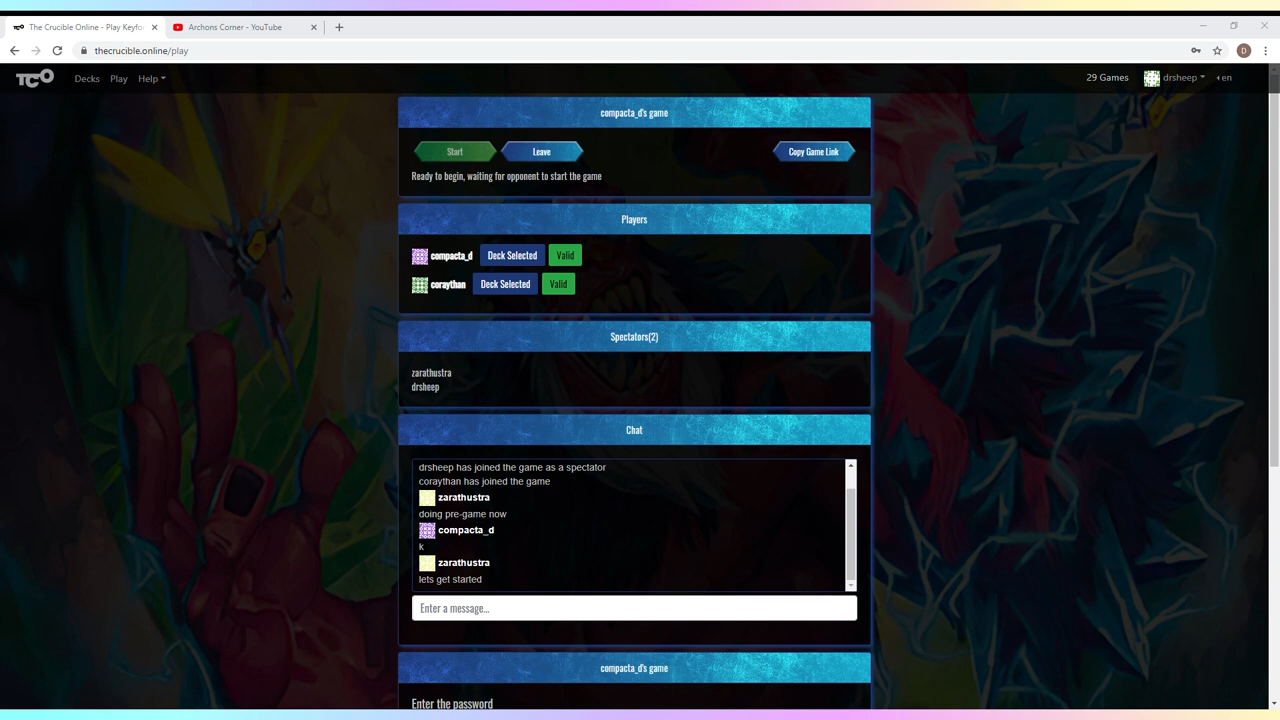 The Crucible Online - Play Keyfo
Archons Corner - YouTube
thecrucible.online/play
D
TCO
Decks
Play
Help
29 Games
drsheep
en
compacta_d's game
Start
Leave
Copy Game Link
Ready to begin, waiting for opponent to start the game
Players
compacta_d
Deck Selected
Valid
coraythan
Deck Selected
Valid
Spectators(2)
zarathustra
drsheep
Chat
drsheep has joined the game as a spectator
coraythan has joined the game
zarathustra
doing pre-game now
compacta_d
k
zarathustra
lets get started
Enter a message...
compacta_d's game
Enter the password